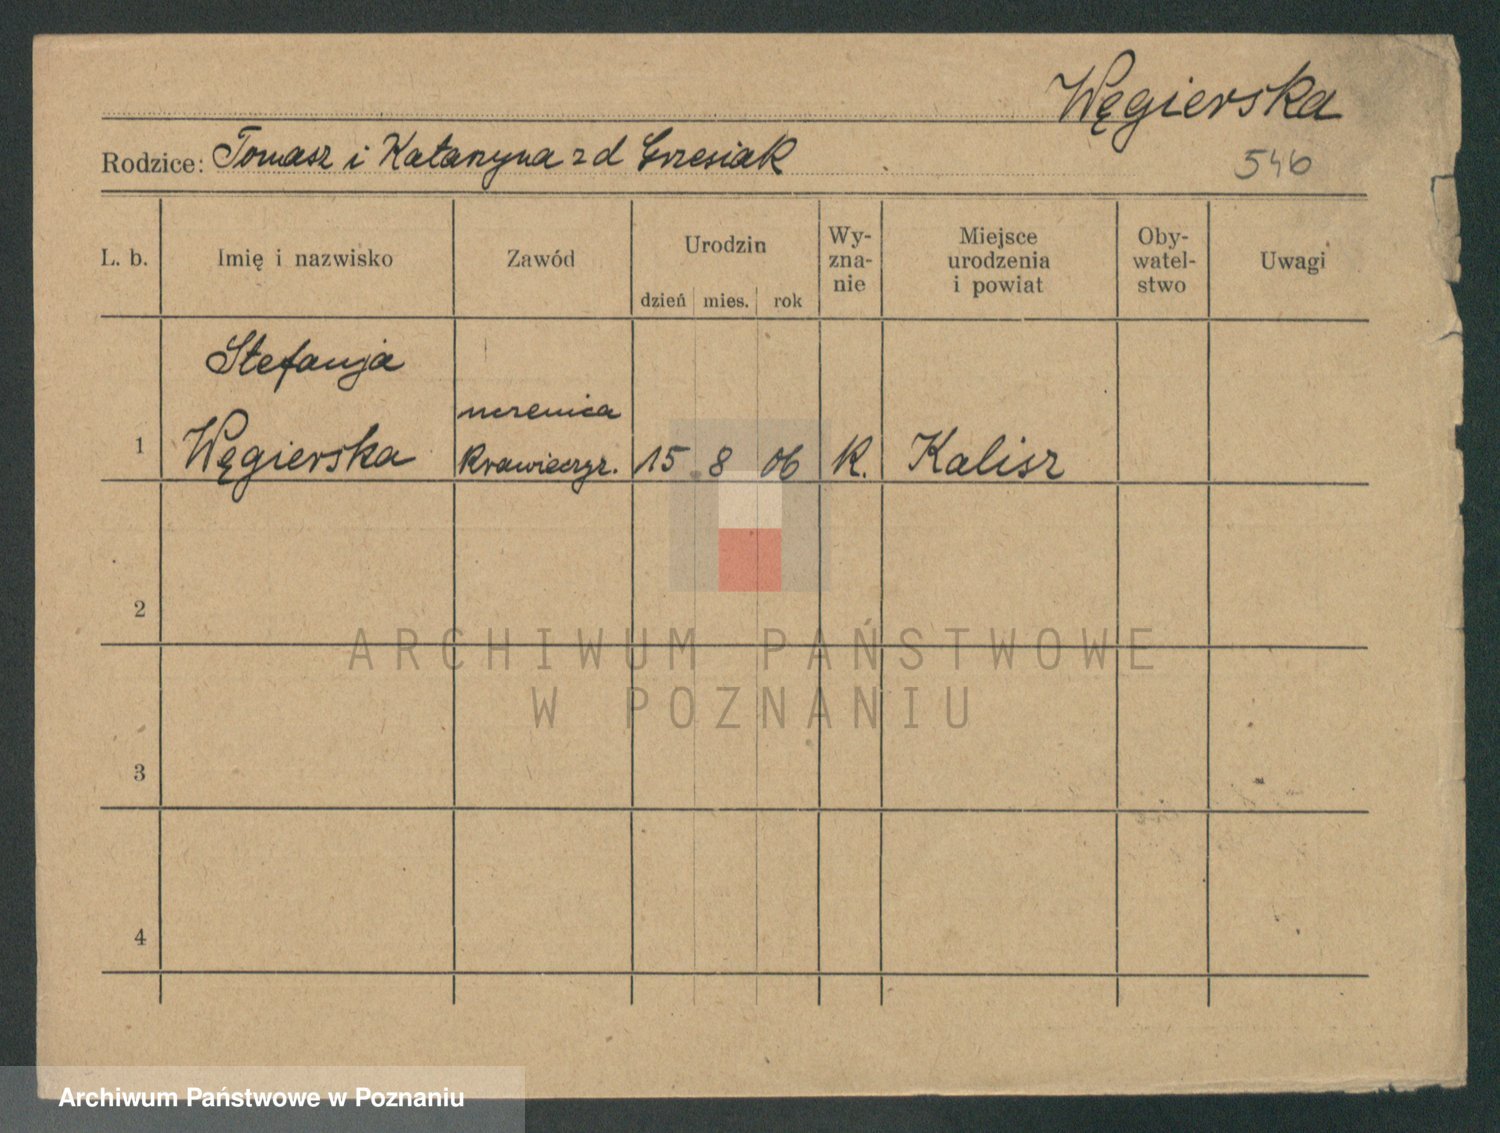 Węgierska
Rodzice: Tomasz i Katarzyna z d Grzesiak
546
L. b. Imię i nazwisko Zawód Urodzin dzień mies. rok Wy-zna-nie Miejsce urodzenia i powiat Oby-watel-stwo Uwagi
Stefanja
uczenica
1 Węgierska krawieczyz. 15 8 06 K. Kalisz
2
ARCHIWUM PAŃSTWOWE
W POZNANIU
3
4
Archiwum Państwowe w Poznaniu